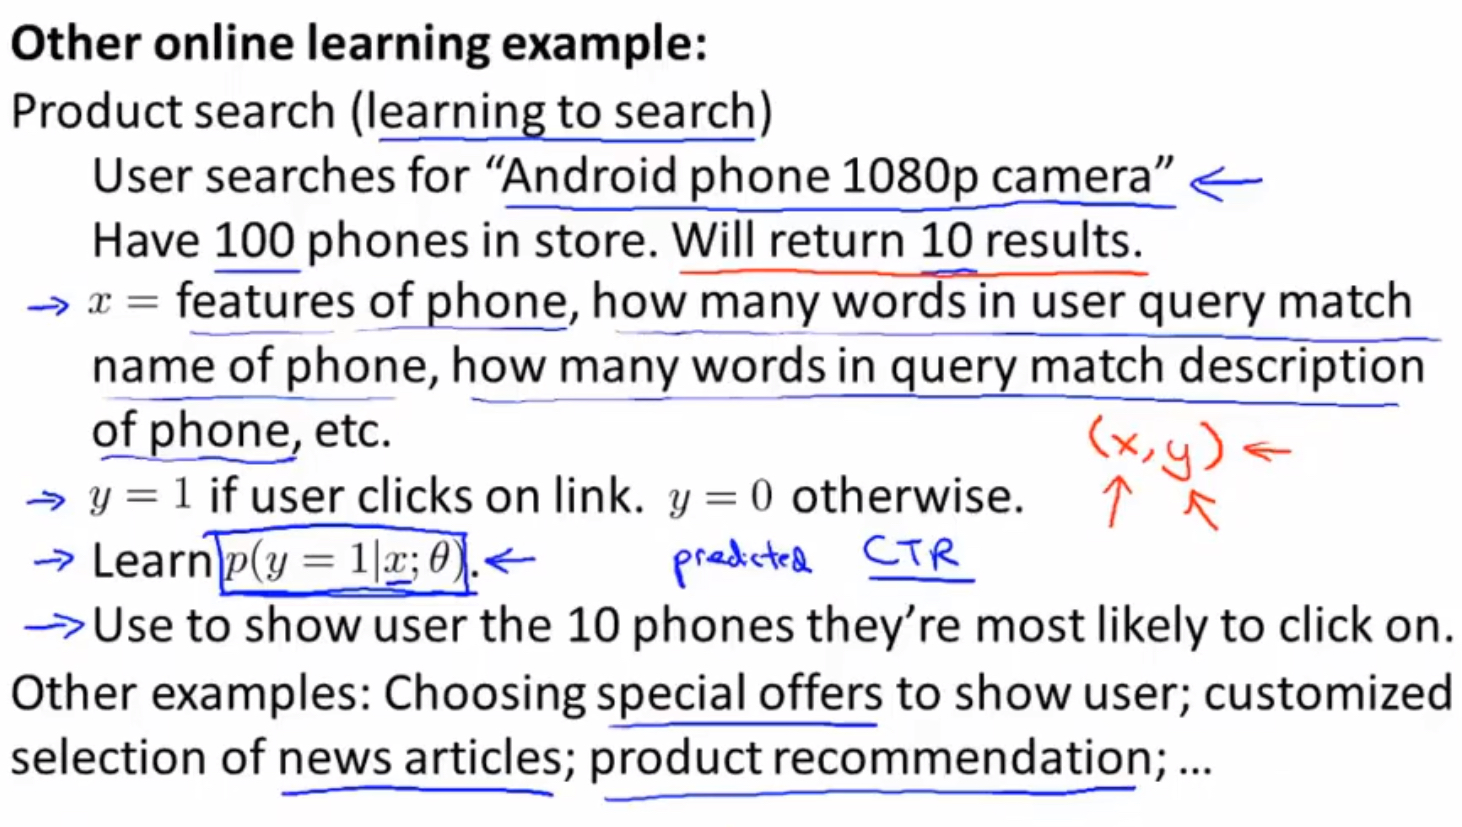 Other online learning example:
Product search (learning to search)
User searches for “Android phone 1080p camera” ←
Have 100 phones in store. Will return 10 results.
→ x = features of phone, how many words in user query match
name of phone, how many words in query match description
of phone, etc.
(x, y) ←
→ y = 1 if user clicks on link. y = 0 otherwise.
→ Learn p(y = 1|x; θ). ← predicted CTR
→ Use to show user the 10 phones they’re most likely to click on.
Other examples: Choosing special offers to show user; customized
selection of news articles; product recommendation; ...